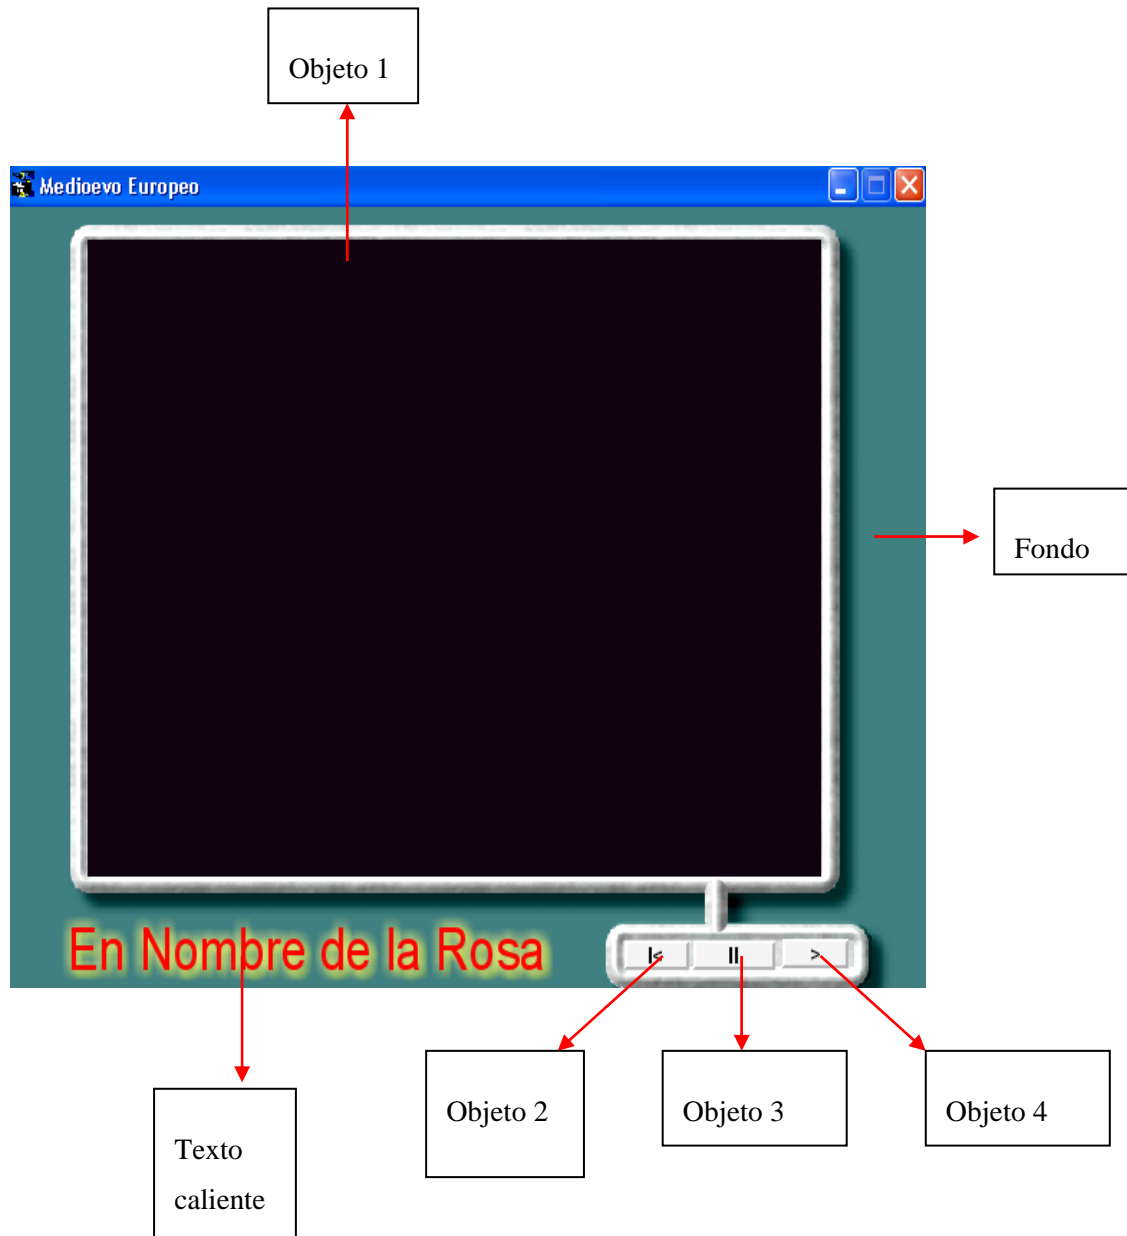 Objeto 1
Medioevo Europeo
Fondo
En Nombre de la Rosa
|<
||
>
Objeto 2
Objeto 3
Objeto 4
Texto
caliente